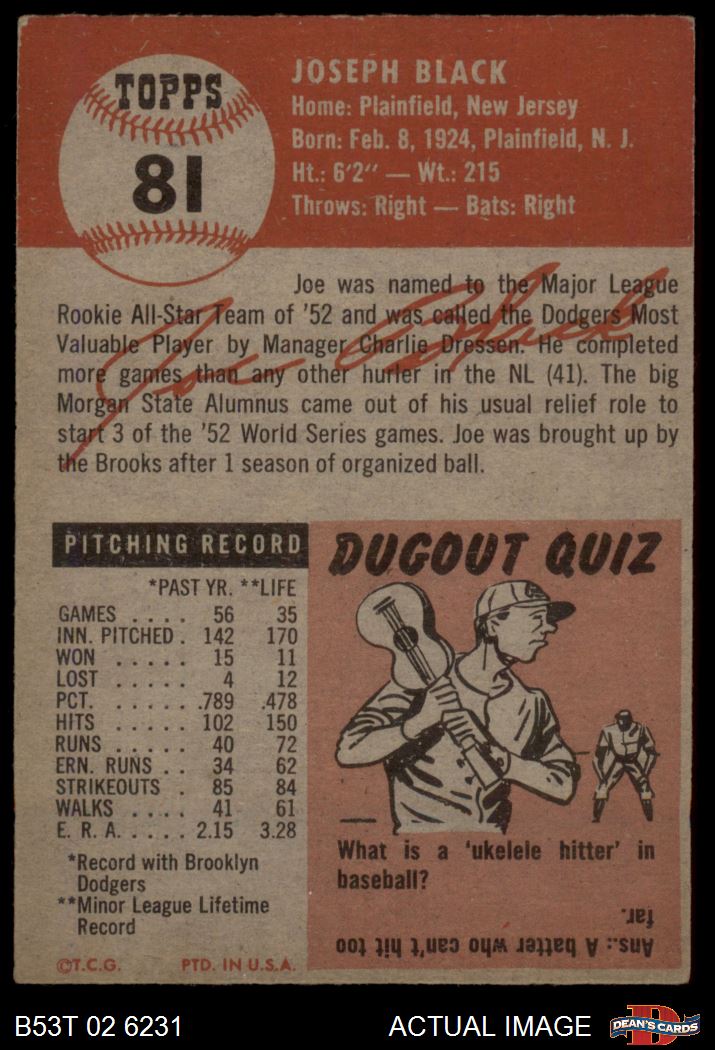 TOPPS
81
JOSEPH BLACK
Home: Plainfield, New Jersey
Born: Feb. 8, 1924, Plainfield, N. J.
Ht.: 6'2" — Wt.: 215
Throws: Right — Bats: Right
Joe was named to the Major League
Rookie All-Star Team of '52 and was called the Dodgers Most
Valuable Player by Manager Charlie Dressen. He completed
more games than any other hurler in the NL (41). The big
Morgan State Alumnus came out of his usual relief role to
start 3 of the '52 World Series games. Joe was brought up by
the Brooks after 1 season of organized ball.
Joe Black
PITCHING RECORD
*PAST YR. **LIFE
GAMES . . . . 56 35
INN. PITCHED . 142 170
WON . . . . . 15 11
LOST . . . . . 4 12
PCT. . . . . . .789 .478
HITS . . . . . 102 150
RUNS . . . . . 40 72
ERN. RUNS . . 34 62
STRIKEOUTS . 85 84
WALKS . . . . 41 61
E. R. A. . . . . . 2.15 3.28
*Record with Brooklyn
Dodgers
**Minor League Lifetime
Record
©T.C.G. PTD. IN U.S.A.
DUGOUT QUIZ
What is a 'ukelele hitter' in
baseball?
Ans.: A batter who can't hit too
far.
B53T 02 6231
ACTUAL IMAGE
D
DEAN'S CARDS